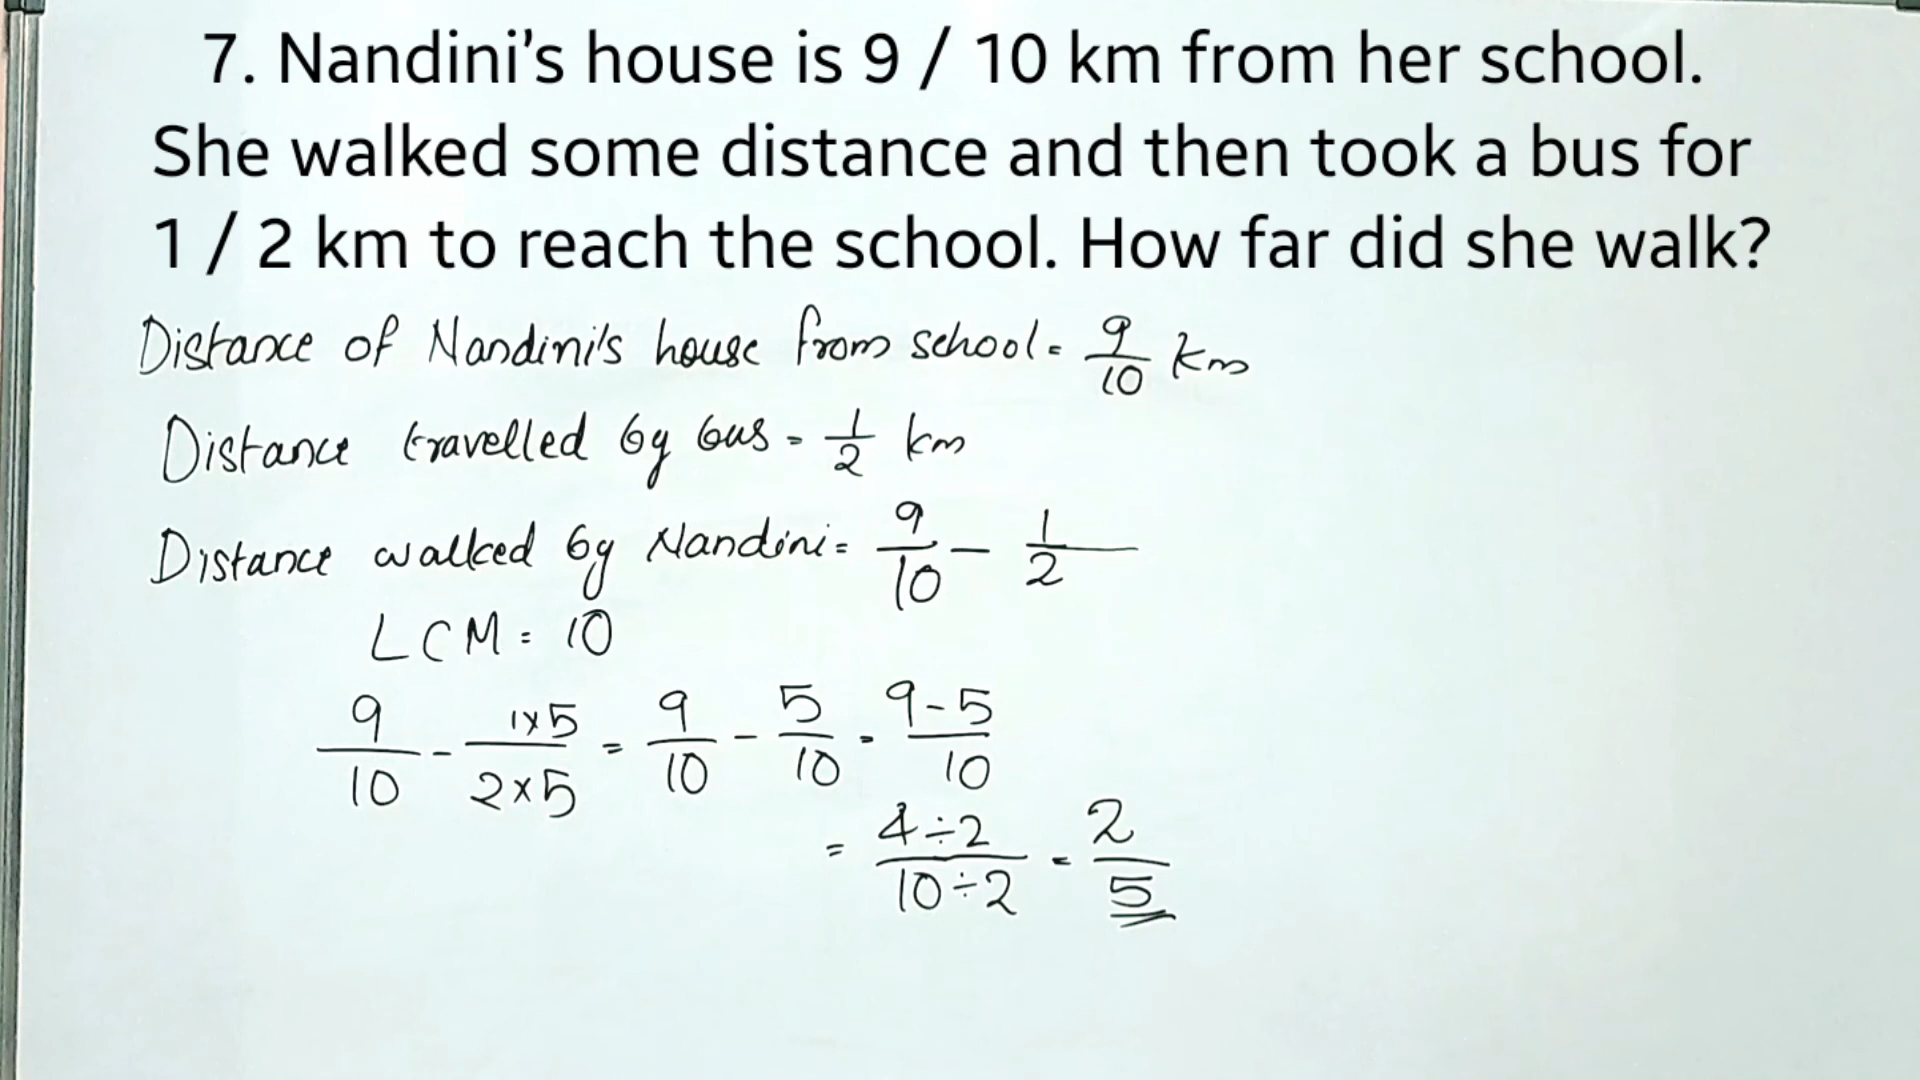 7. Nandini's house is 9 / 10 km from her school.
She walked some distance and then took a bus for
1 / 2 km to reach the school. How far did she walk?
Distance of Nandini's house from school = 9/10 km
Distance travelled by bus = 1/2 km
Distance walked by Nandini = 9/10 - 1/2
LCM = 10
9/10 - 1×5/2×5 = 9/10 - 5/10 = 9-5/10
= 4÷2/10÷2 = 2/5